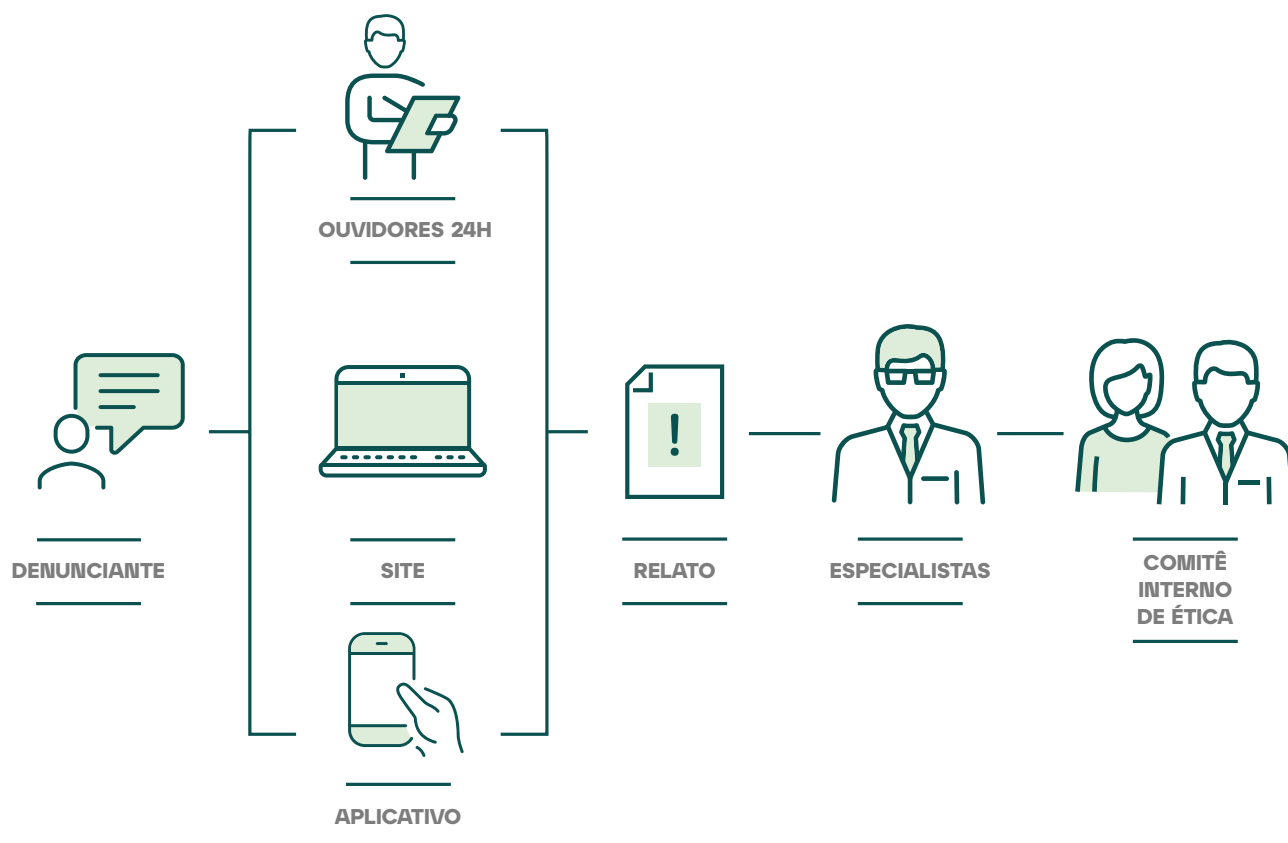 OUVIDORES 24H
DENUNCIANTE
SITE
RELATO
ESPECIALISTAS
COMITÊ
INTERNO
DE ÉTICA
APLICATIVO